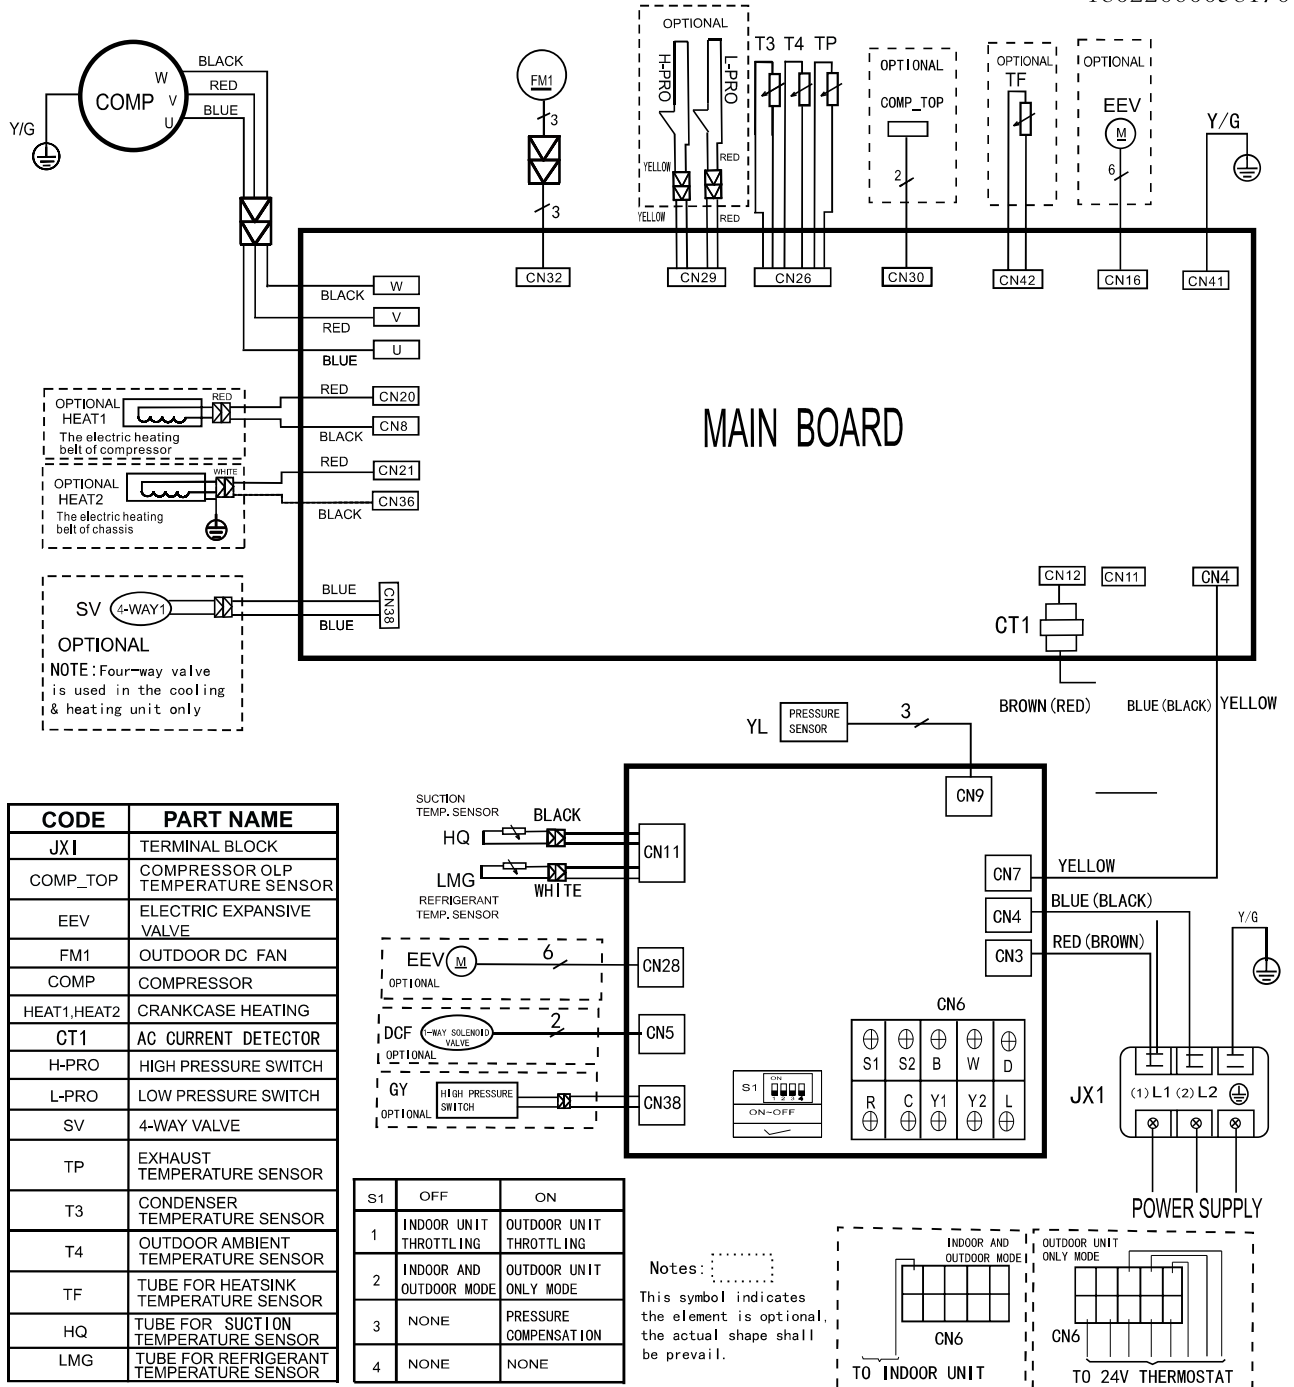 OPTIONAL
T3 T4 TP
OPTIONAL
COMP_TOP
2
OPTIONAL
TF
OPTIONAL
EEV
M
6
Y/G
H-PRO
L-PRO
YELLOW
RED
YELLOW
RED
FM1
3
3
COMP
W
V
U
BLACK
RED
BLUE
Y/G
CN32
CN29
CN26
CN30
CN42
CN16
CN41
BLACK
W
RED
V
BLUE
U
RED
CN20
BLACK
CN8
RED
CN21
BLACK
CN36
MAIN BOARD
OPTIONAL
HEAT1
RED
The electric heating
belt of compressor
OPTIONAL
HEAT2
WHITE
The electric heating
belt of chassis
SV
4-WAY1
BLUE
BLUE
CN38
OPTIONAL
NOTE:Four-way valve
is used in the cooling
& heating unit only
CN12
CN11
CN4
CT1
BROWN(RED)
BLUE(BLACK)
YELLOW
YL
PRESSURE
SENSOR
3
CN9
SUCTION
TEMP. SENSOR
HQ
BLACK
CN11
LMG
WHITE
REFRIGERANT
TEMP. SENSOR
EEV
M
6
OPTIONAL
CN28
DCF
1-WAY SOLENOID
VALVE
2
OPTIONAL
CN5
GY
HIGH PRESSURE
SWITCH
OPTIONAL
CN38
CN7
YELLOW
CN4
BLUE(BLACK)
CN3
RED(BROWN)
Y/G
CN6
S1 S2 B W D
R C Y1 Y2 L
S1
ON
1 2 3 4
ON~OFF
JX1
(1) L1 (2) L2
POWER SUPPLY
CODE PART NAME
JX1 TERMINAL BLOCK
COMP_TOP COMPRESSOR OLP
TEMPERATURE SENSOR
EEV ELECTRIC EXPANSIVE
VALVE
FM1 OUTDOOR DC FAN
COMP COMPRESSOR
HEAT1,HEAT2 CRANKCASE HEATING
CT1 AC CURRENT DETECTOR
H-PRO HIGH PRESSURE SWITCH
L-PRO LOW PRESSURE SWITCH
SV 4-WAY VALVE
TP EXHAUST
TEMPERATURE SENSOR
T3 CONDENSER
TEMPERATURE SENSOR
T4 OUTDOOR AMBIENT
TEMPERATURE SENSOR
TF TUBE FOR HEATSINK
TEMPERATURE SENSOR
HQ TUBE FOR SUCTION
TEMPERATURE SENSOR
LMG TUBE FOR REFRIGERANT
TEMPERATURE SENSOR
S1 OFF ON
1 INDOOR UNIT THROTTLING OUTDOOR UNIT THROTTLING
2 INDOOR AND OUTDOOR MODE OUTDOOR UNIT ONLY MODE
3 NONE PRESSURE COMPENSATION
4 NONE NONE
Notes:
This symbol indicates
the element is optional,
the actual shape shall
be prevail.
INDOOR AND
OUTDOOR MODE
CN6
TO INDOOR UNIT
OUTDOOR UNIT
ONLY MODE
CN6
TO 24V THERMOSTAT